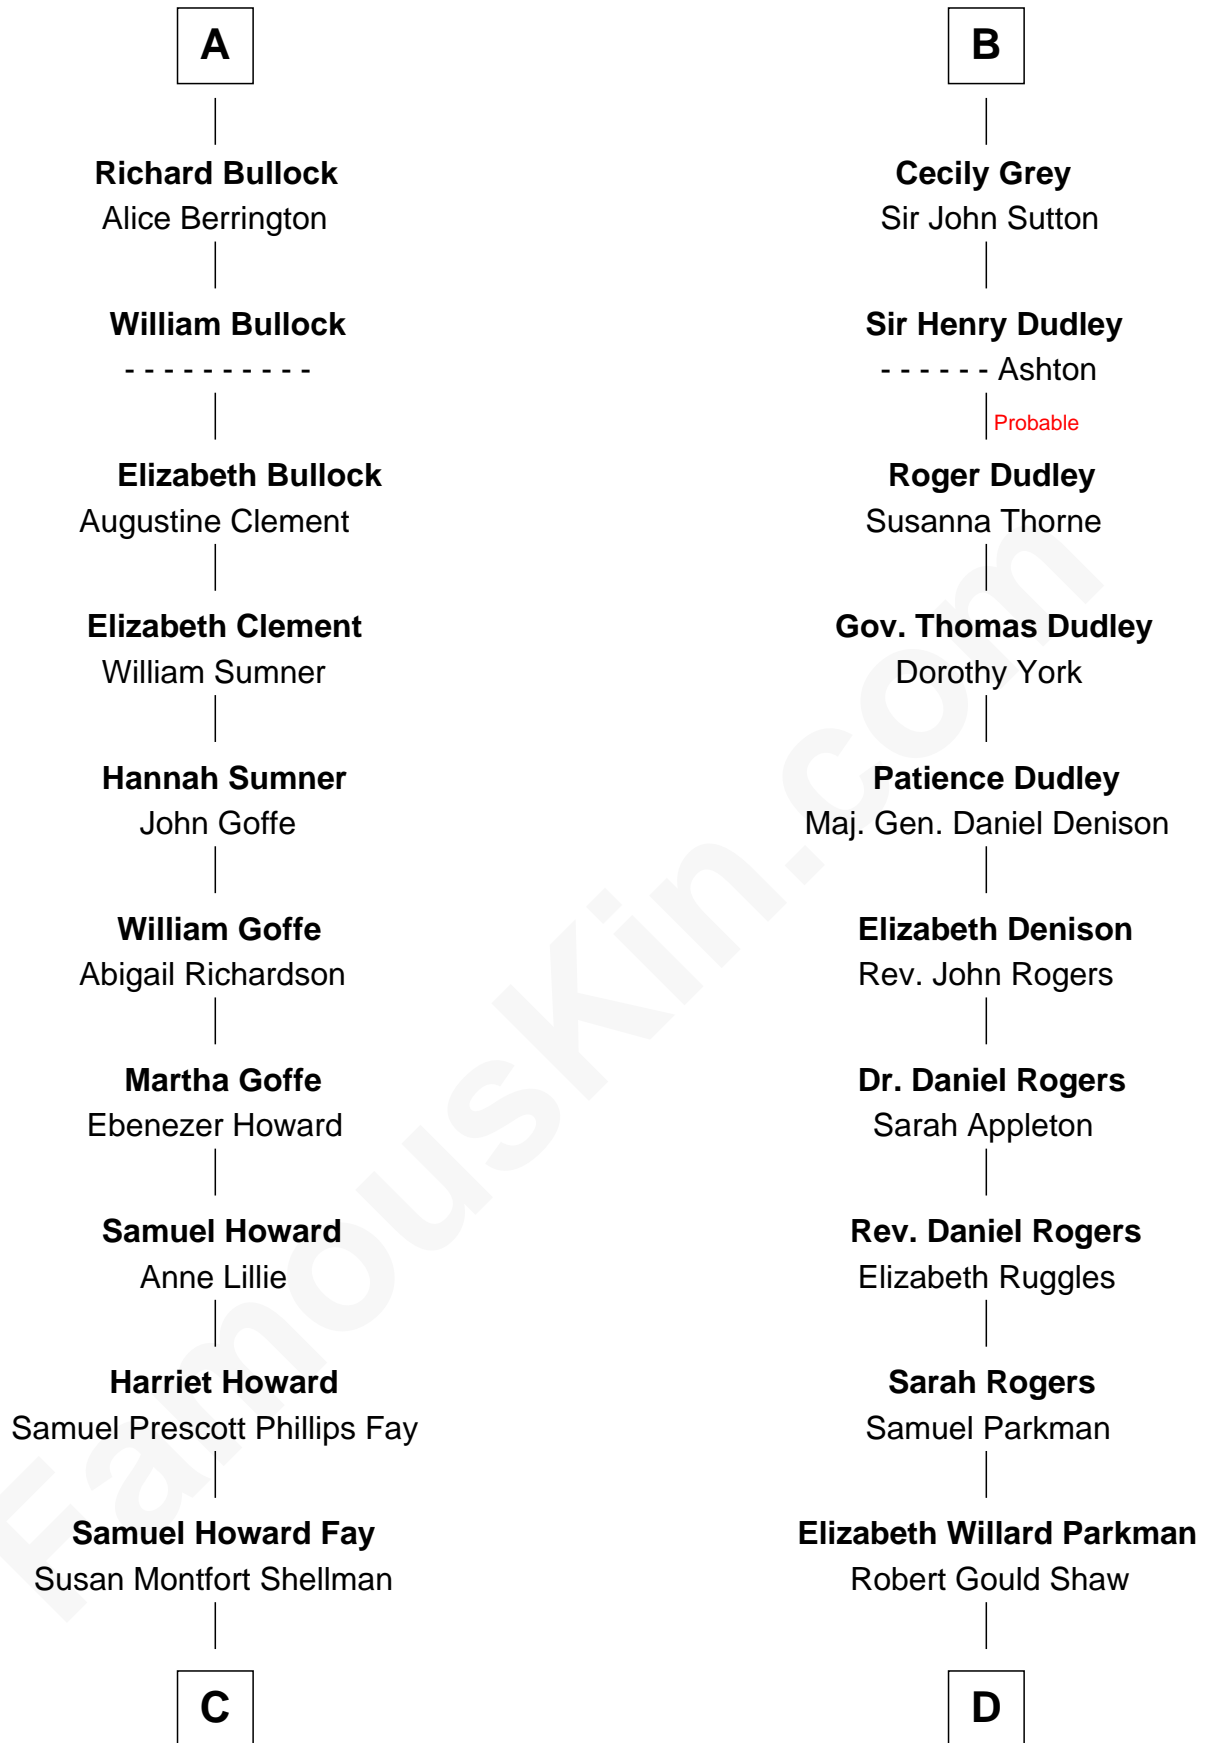 A
Richard Bullock
Alice Berrington
William Bullock
- - - - - - - - - -
Elizabeth Bullock
Augustine Clement
Elizabeth Clement
William Sumner
Hannah Sumner
John Goffe
William Goffe
Abigail Richardson
Martha Goffe
Ebenezer Howard
Samuel Howard
Anne Lillie
Harriet Howard
Samuel Prescott Phillips Fay
Samuel Howard Fay
Susan Montfort Shellman
C
B
Cecily Grey
Sir John Sutton
Sir Henry Dudley
- - - - - - Ashton
Probable
Roger Dudley
Susanna Thorne
Gov. Thomas Dudley
Dorothy York
Patience Dudley
Maj. Gen. Daniel Denison
Elizabeth Denison
Rev. John Rogers
Dr. Daniel Rogers
Sarah Appleton
Rev. Daniel Rogers
Elizabeth Ruggles
Sarah Rogers
Samuel Parkman
Elizabeth Willard Parkman
Robert Gould Shaw
D
FamousKin.com